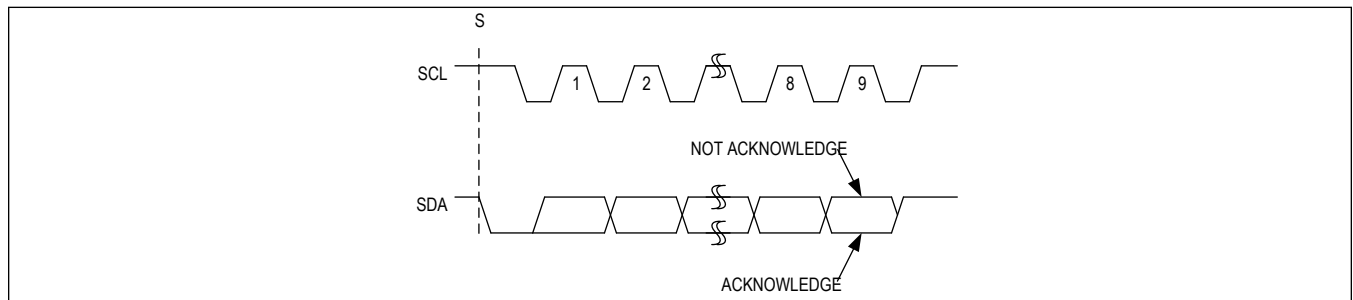 S
SCL
1 2 8 9
NOT ACKNOWLEDGE
SDA
ACKNOWLEDGE